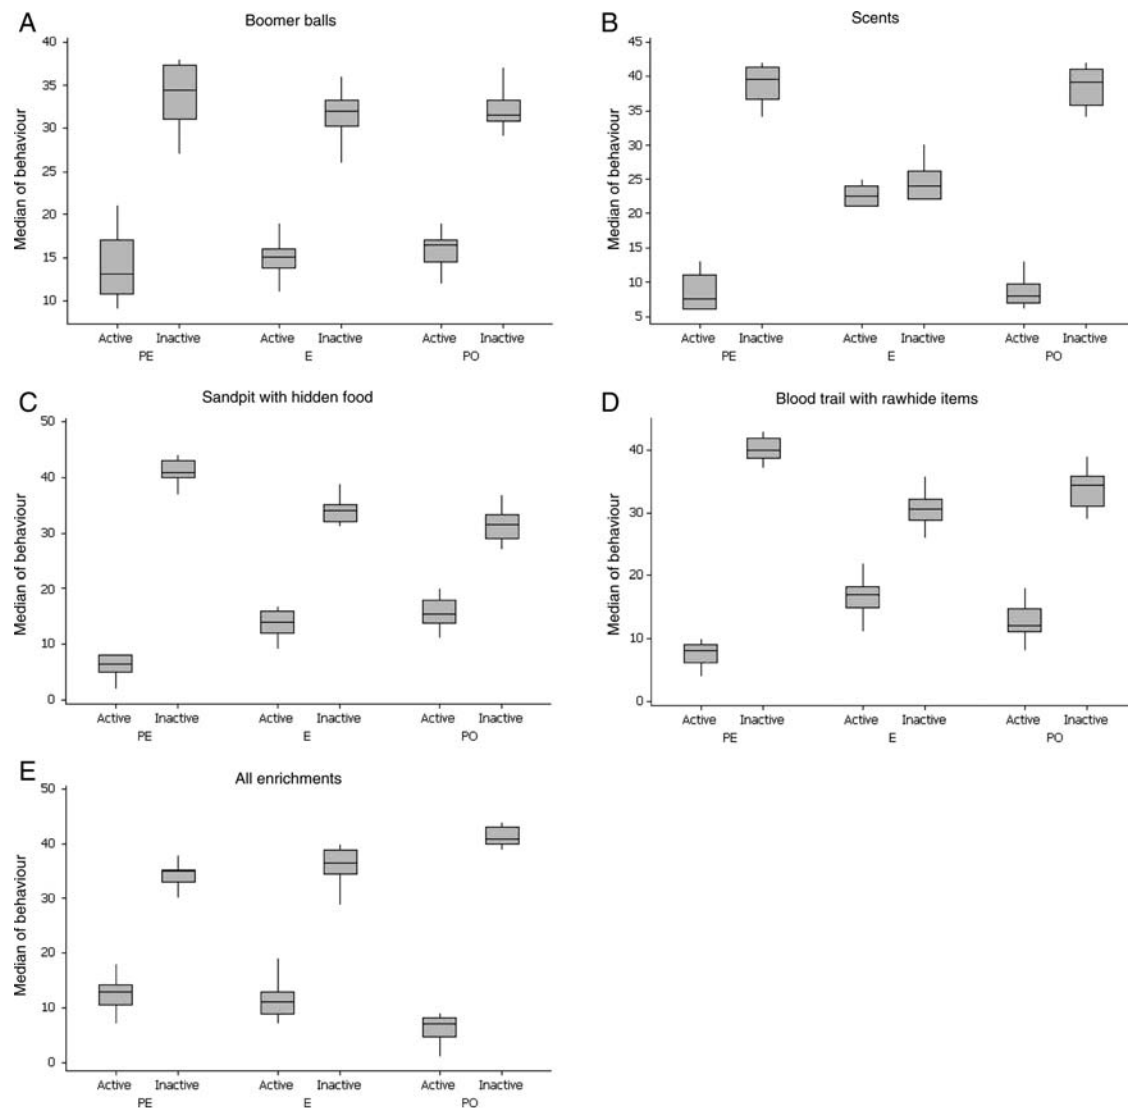 A
Boomer balls
Median of behaviour
40
35
30
25
20
15
10
Active Inactive Active Inactive Active Inactive
PE E PO
B
Scents
Median of behaviour
45
40
35
30
25
20
15
10
5
Active Inactive Active Inactive Active Inactive
PE E PO
C
Sandpit with hidden food
Median of behaviour
50
40
30
20
10
0
Active Inactive Active Inactive Active Inactive
PE E PO
D
Blood trail with rawhide items
Median of behaviour
40
30
20
10
0
Active Inactive Active Inactive Active Inactive
PE E PO
E
All enrichments
Median of behaviour
50
40
30
20
10
0
Active Inactive Active Inactive Active Inactive
PE E PO